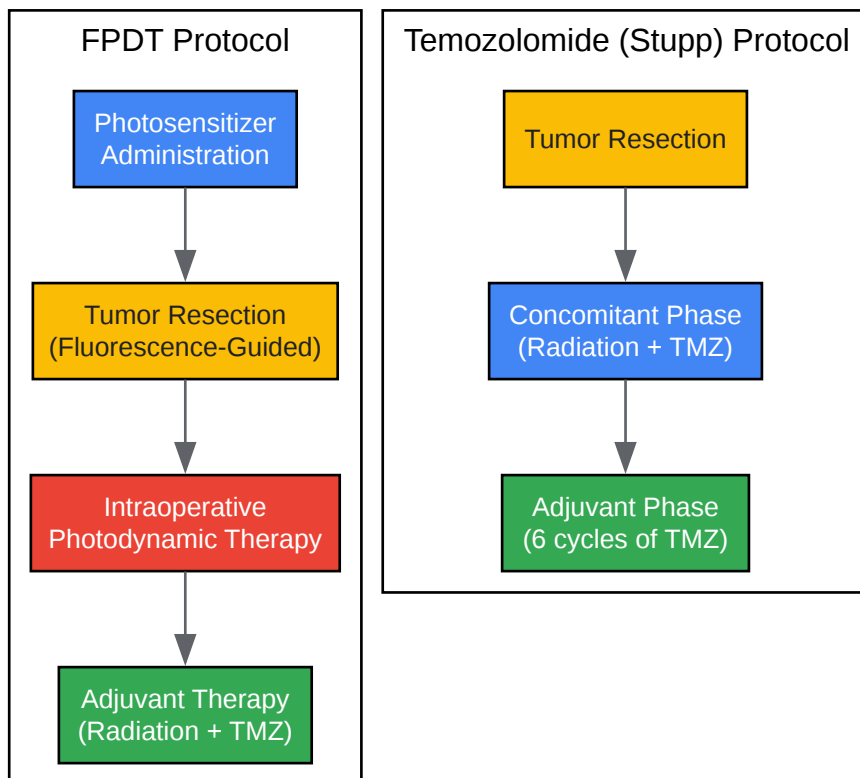 FPDT Protocol
Photosensitizer
Administration
Tumor Resection
(Fluorescence-Guided)
Intraoperative
Photodynamic Therapy
Adjuvant Therapy
(Radiation + TMZ)
Temozolomide (Stupp) Protocol
Tumor Resection
Concomitant Phase
(Radiation + TMZ)
Adjuvant Phase
(6 cycles of TMZ)